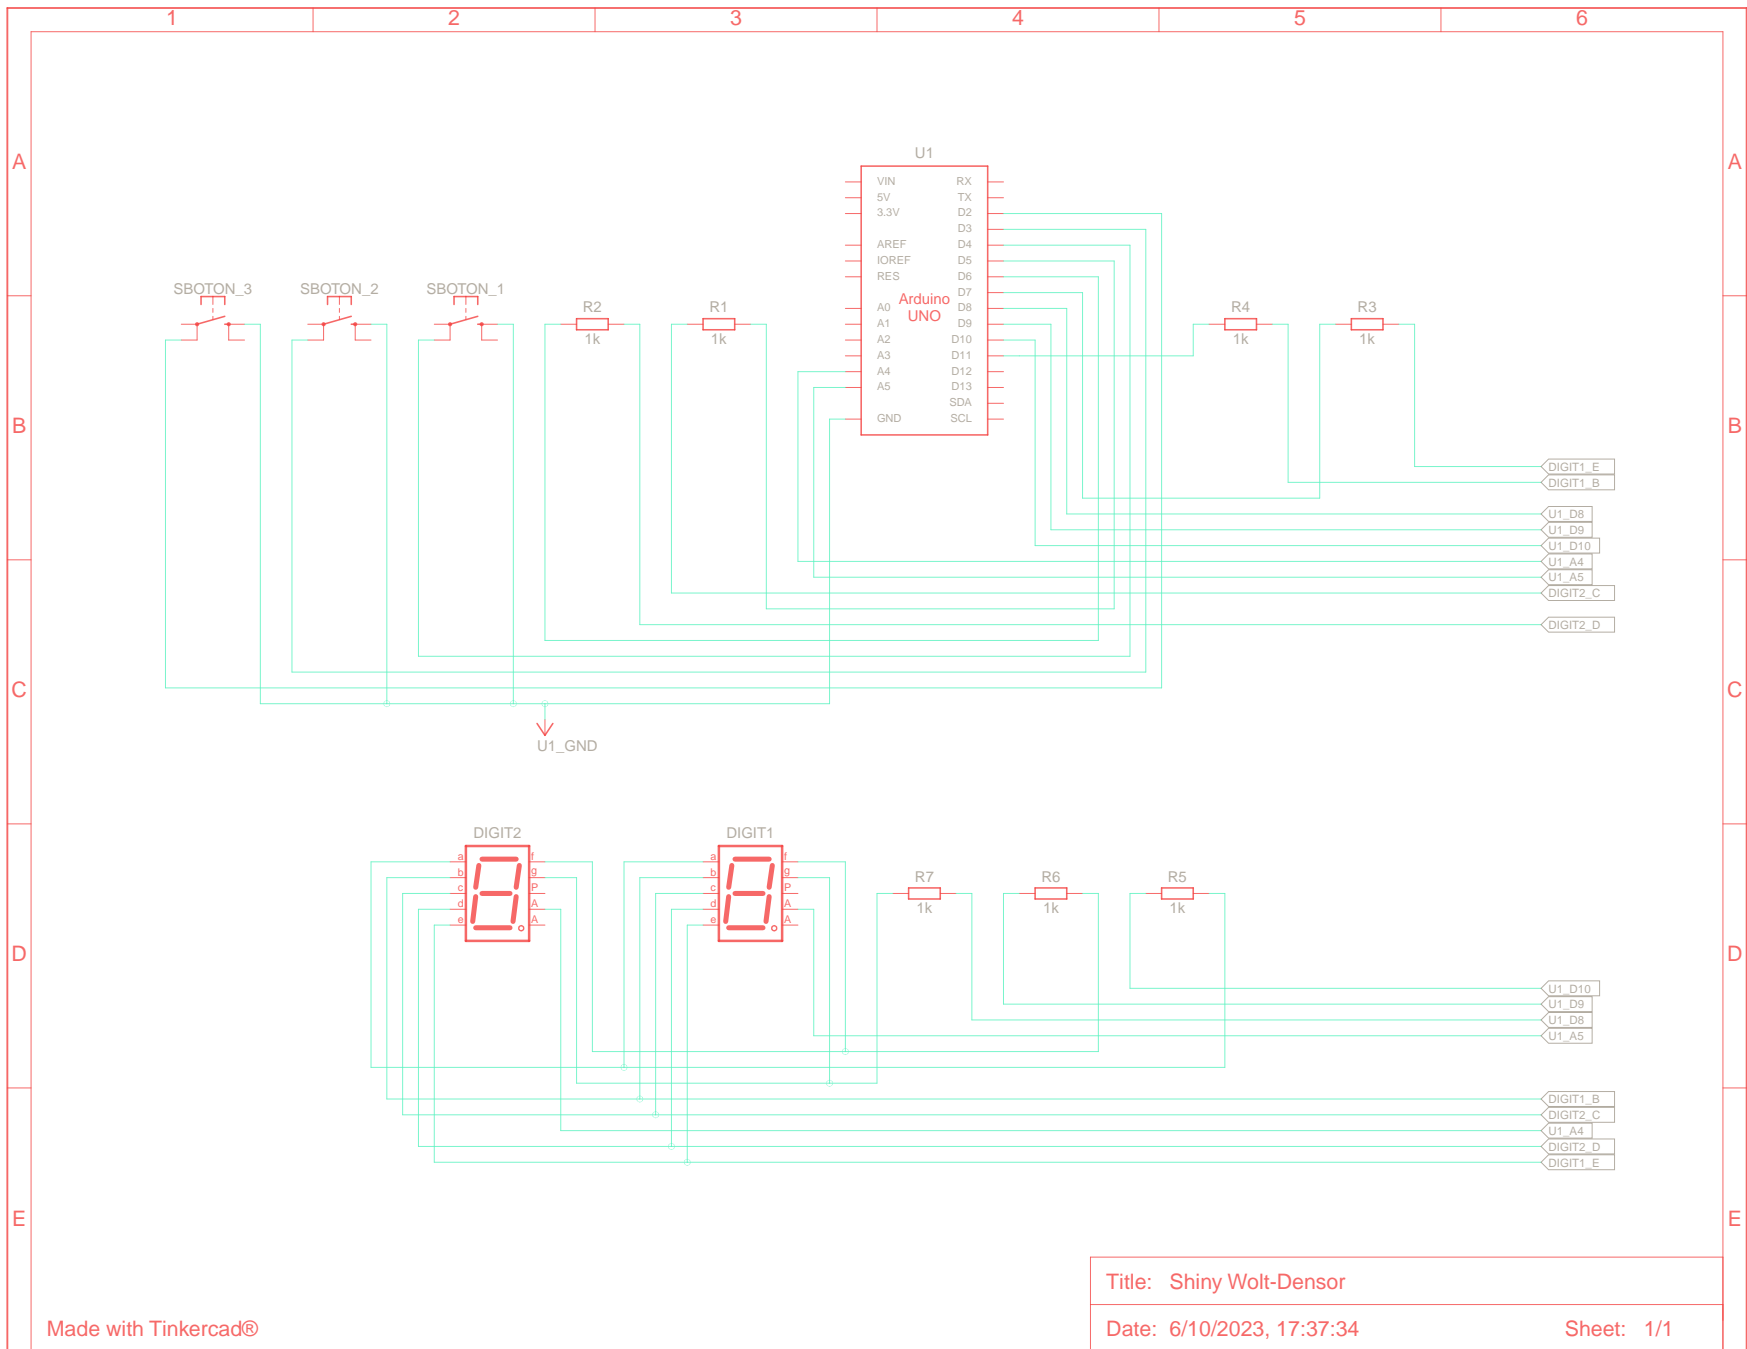 1 2 3 4 5 6
A A
U1
VIN RX
5V TX
3.3V D2
D3
AREF D4
IOREF D5
RES D6
D7
A0 D8
A1 D9
A2 D10
A3 D11
A4 D12
A5 D13
SDA
GND SCL
Arduino
UNO
SBOTON_3 SBOTON_2 SBOTON_1
R2 R1 R4 R3
1k 1k 1k 1k
B B
DIGIT1_E
DIGIT1_B
U1_D8
U1_D9
U1_D10
U1_A4
U1_A5
DIGIT2_C
DIGIT2_D
C C
U1_GND
DIGIT2 DIGIT1
a f a f
b g b g
c P c P
d A d A
e A e A
R7 R6 R5
1k 1k 1k
D D
U1_D10
U1_D9
U1_D8
U1_A5
DIGIT1_B
DIGIT2_C
U1_A4
DIGIT2_D
DIGIT1_E
E E
Title: Shiny Wolt-Densor
Made with Tinkercad®
Date: 6/10/2023, 17:37:34 Sheet: 1/1